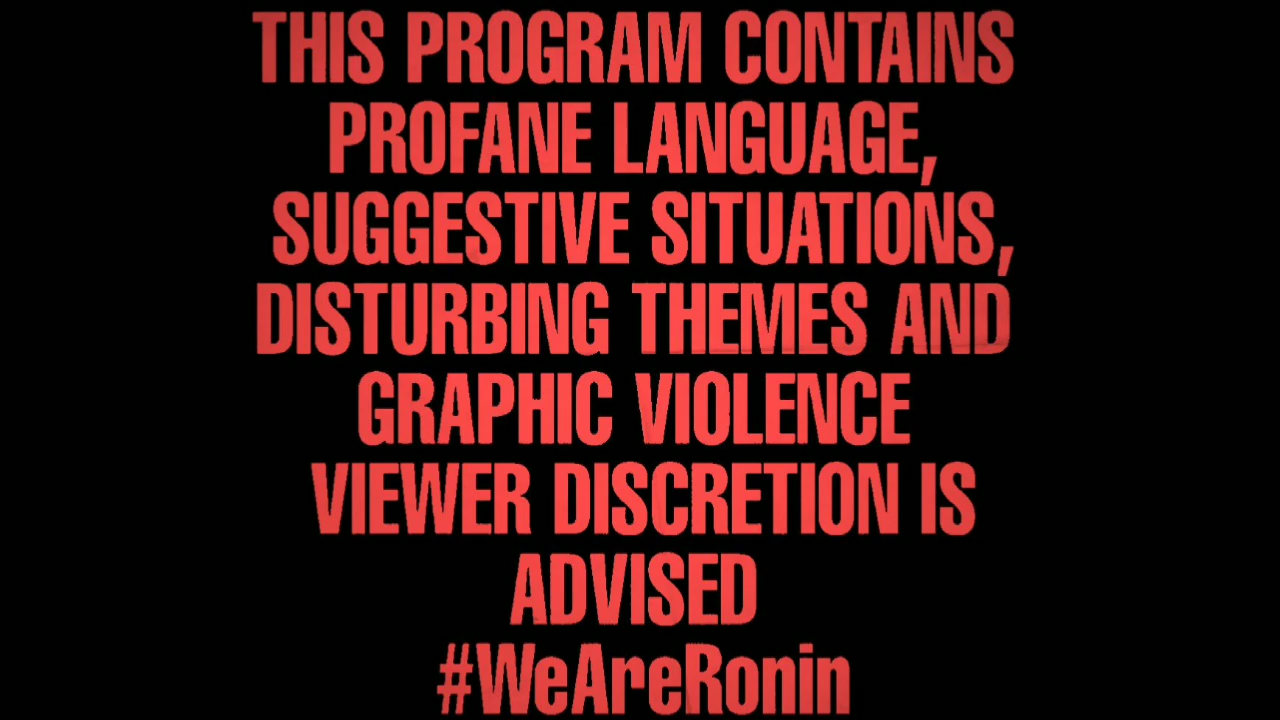 THIS PROGRAM CONTAINS
PROFANE LANGUAGE,
SUGGESTIVE SITUATIONS,
DISTURBING THEMES AND
GRAPHIC VIOLENCE
VIEWER DISCRETION IS
ADVISED
#WeAreRonin